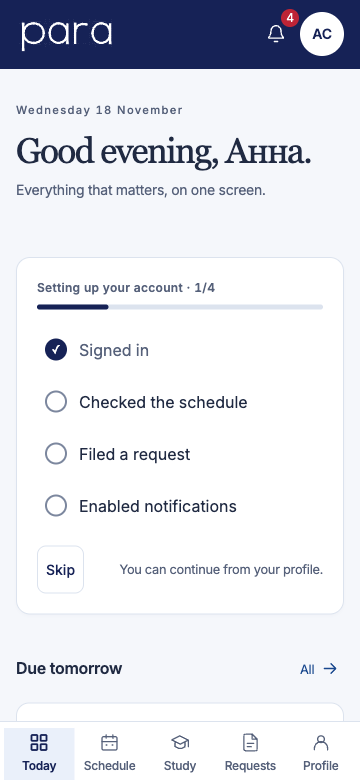 para
4
AC
Wednesday 18 November
Good evening, Анна.
Everything that matters, on one screen.
Setting up your account · 1/4
Signed in
Checked the schedule
Filed a request
Enabled notifications
Skip
You can continue from your profile.
Due tomorrow
All
Today
Schedule
Study
Requests
Profile